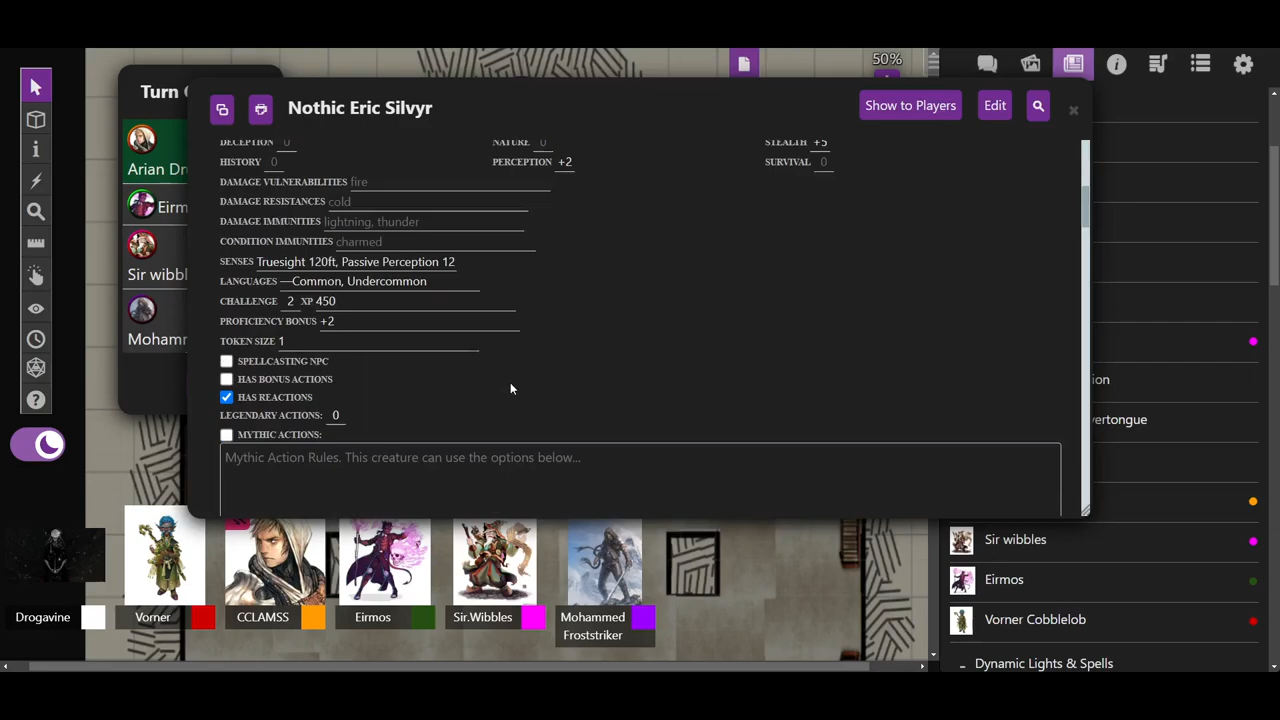 50%
Turn
Nothic Eric Silvyr
Show to Players
Edit
DECEPTION 0
NATURE 0
STEALTH +5
HISTORY 0
PERCEPTION +2
SURVIVAL 0
DAMAGE VULNERABILITIES fire
DAMAGE RESISTANCES cold
DAMAGE IMMUNITIES lightning, thunder
CONDITION IMMUNITIES charmed
SENSES Truesight 120ft, Passive Perception 12
LANGUAGES —Common, Undercommon
CHALLENGE 2 XP 450
PROFICIENCY BONUS +2
TOKEN SIZE 1
SPELLCASTING NPC
HAS BONUS ACTIONS
HAS REACTIONS
LEGENDARY ACTIONS: 0
MYTHIC ACTIONS:
Mythic Action Rules. This creature can use the options below...
Arian Dr
Eirm
Sir wibbl
Mohamm
ion
vertongue
Sir wibbles
Eirmos
Vorner Cobblelob
Dynamic Lights & Spells
Drogavine
Vorner
CCLAMSS
Eirmos
Sir.Wibbles
Mohammed
Froststriker